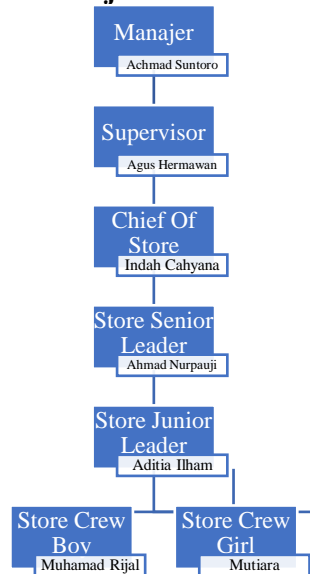 Manajer
Achmad Suntoro
Supervisor
Agus Hermawan
Chief Of
Store
Indah Cahyana
Store Senior
Leader
Ahmad Nurpauji
Store Junior
Leader
Aditia Ilham
Store Crew
Boy
Muhamad Rijal
Store Crew
Girl
Mutiara